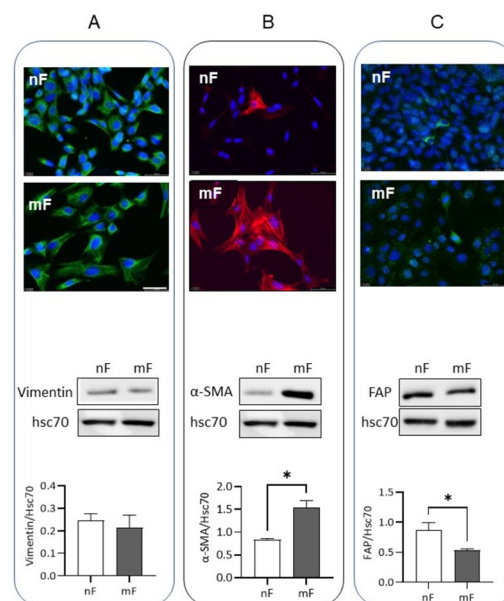 A
B
C
nF
mF
nF
mF
nF
mF
nF mF
Vimentin
hsc70
nF mF
α-SMA
hsc70
nF mF
FAP
hsc70
Vimentin/Hsc70
0.4
0.3
0.2
0.1
0.0
nF mF
α-SMA/Hsc70
2.0
1.5
1.0
0.5
0.0
*
nF mF
FAP/Hsc70
1.5
1.0
0.5
0.0
*
nF mF